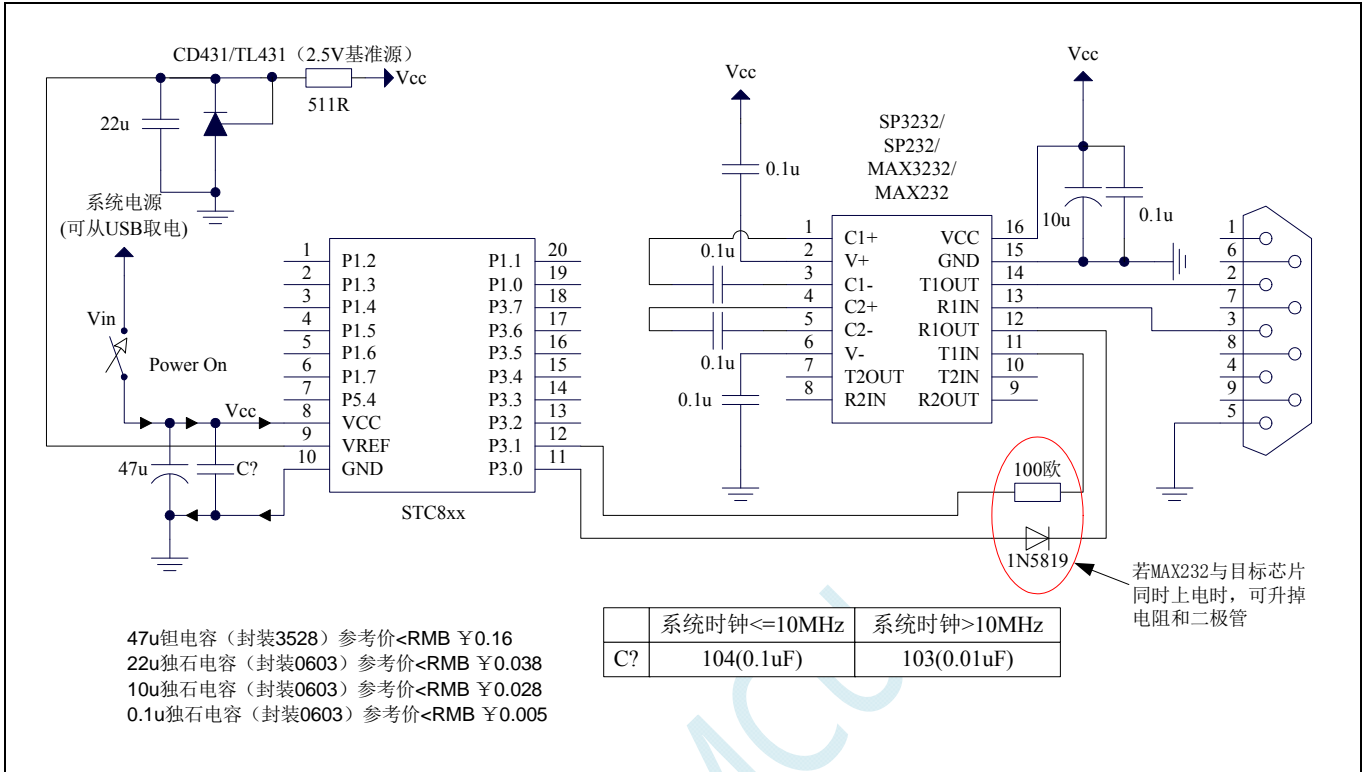 CD431/TL431（2.5V基准源）
Vcc
511R
22u
系统电源
(可从USB取电)
Vin
Power On
Vcc
47u
C?
1 P1.2 P1.1 20
2 P1.3 P1.0 19
3 P1.4 P3.7 18
4 P1.5 P3.6 17
5 P1.6 P3.5 16
6 P1.7 P3.4 15
7 P5.4 P3.3 14
8 VCC P3.2 13
9 VREF P3.1 12
10 GND P3.0 11
STC8xx
Vcc
0.1u
0.1u
0.1u
0.1u
SP3232/
SP232/
MAX3232/
MAX232
1 C1+ VCC 16
2 V+ GND 15
3 C1- T1OUT 14
4 C2+ R1IN 13
5 C2- R1OUT 12
6 V- T1IN 11
7 T2OUT T2IN 10
8 R2IN R2OUT 9
Vcc
10u
0.1u
1
6
2
7
3
8
4
9
5
100欧
1N5819
若MAX232与目标芯片
同时上电时，可升掉
电阻和二极管
系统时钟<=10MHz 系统时钟>10MHz
C? 104(0.1uF) 103(0.01uF)
47u钽电容（封装3528）参考价<RMB ￥0.16
22u独石电容（封装0603）参考价<RMB ￥0.038
10u独石电容（封装0603）参考价<RMB ￥0.028
0.1u独石电容（封装0603）参考价<RMB ￥0.005
MCU